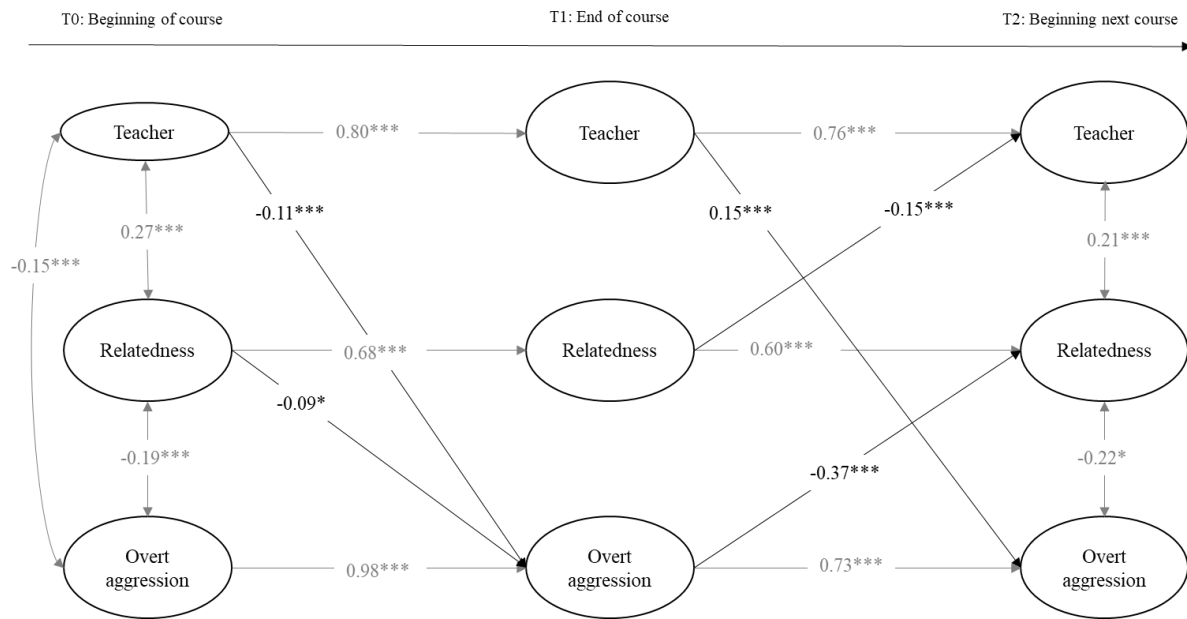 T0: Beginning of course
T1: End of course
T2: Beginning next course
Teacher
0.80***
Teacher
0.76***
Teacher
-0.11***
0.15***
-0.15***
0.27***
0.21***
-0.15***
Relatedness
0.68***
Relatedness
0.60***
Relatedness
-0.09*
-0.19***
-0.37***
-0.22*
Overt
aggression
0.98***
Overt
aggression
0.73***
Overt
aggression